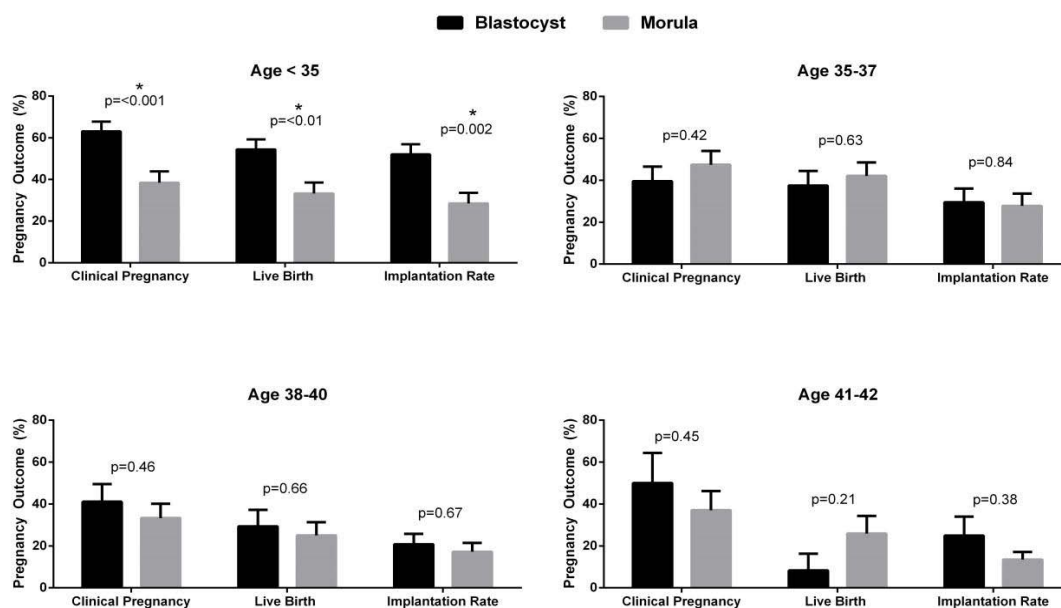 Blastocyst Morula
Age < 35
Pregnancy Outcome (%)
80
60
40
20
0
*
p=<0.001
*
p=<0.01
*
p=0.002
Clinical Pregnancy Live Birth Implantation Rate
Age 35-37
Pregnancy Outcome (%)
80
60
40
20
0
p=0.42
p=0.63
p=0.84
Clinical Pregnancy Live Birth Implantation Rate
Age 38-40
Pregnancy Outcome (%)
80
60
40
20
0
p=0.46
p=0.66
p=0.67
Clinical Pregnancy Live Birth Implantation Rate
Age 41-42
Pregnancy Outcome (%)
80
60
40
20
0
p=0.45
p=0.21
p=0.38
Clinical Pregnancy Live Birth Implantation Rate